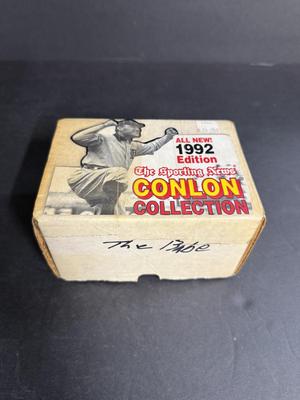 ALL NEW!
1992
Edition
The Sporting News
CONLON
COLLECTION
The Babe